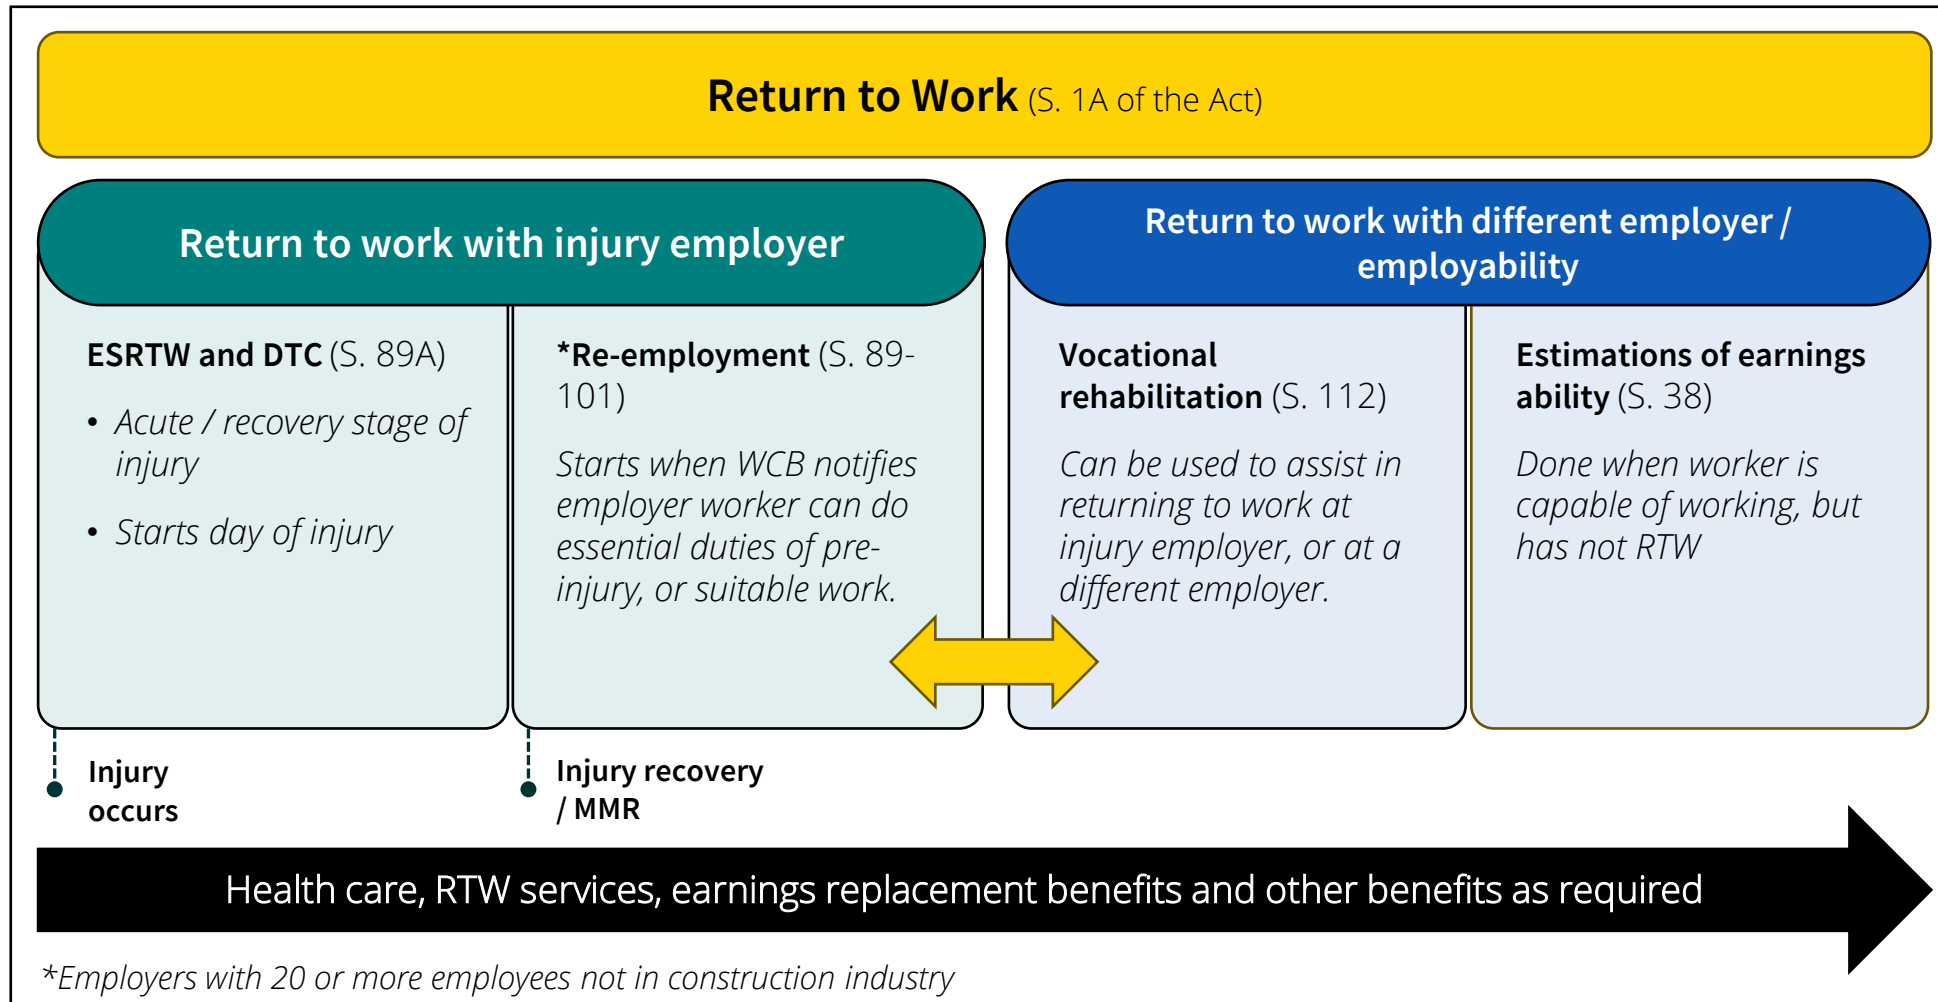 Return to Work (S. 1A of the Act)
Return to work with injury employer
Return to work with different employer /
employability
ESRTW and DTC (S. 89A)
• Acute / recovery stage of
injury
• Starts day of injury
*Re-employment (S. 89-
101)
Starts when WCB notifies
employer worker can do
essential duties of pre-
injury, or suitable work.
Vocational
rehabilitation (S. 112)
Can be used to assist in
returning to work at
injury employer, or at a
different employer.
Estimations of earnings
ability (S. 38)
Done when worker is
capable of working, but
has not RTW
Injury
occurs
Injury recovery
/ MMR
Health care, RTW services, earnings replacement benefits and other benefits as required
*Employers with 20 or more employees not in construction industry